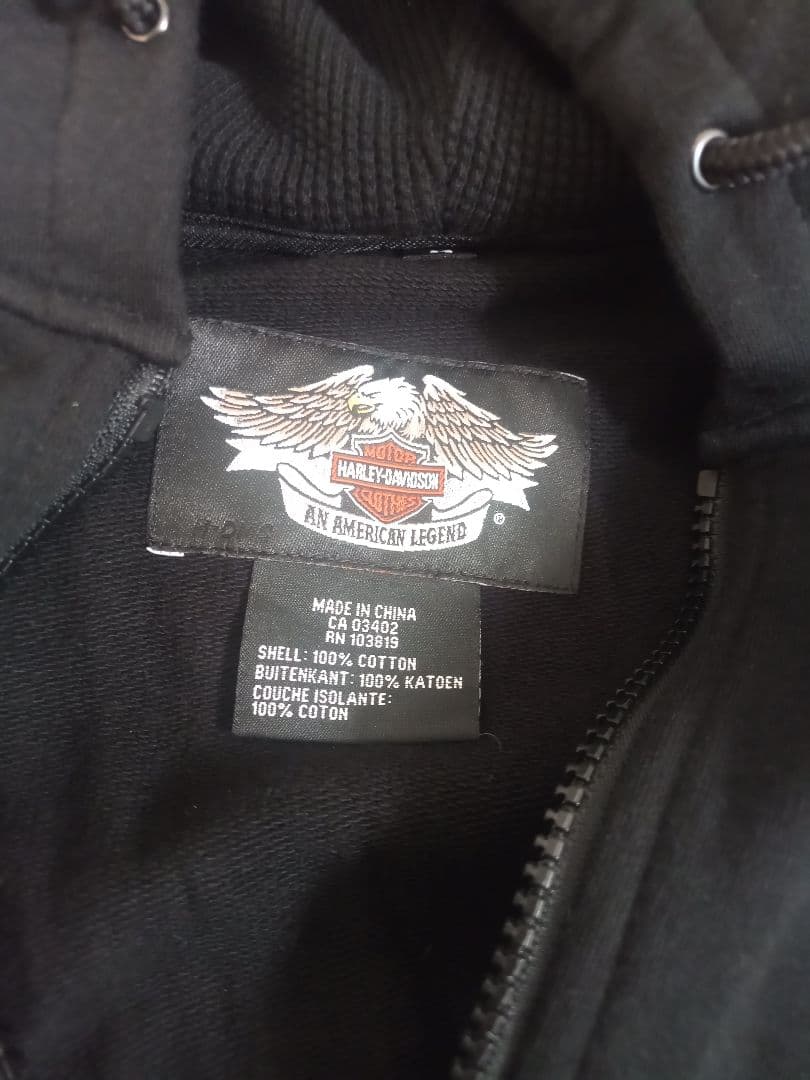 MOTOR
HARLEY-DAVIDSON
CLOTHES
AN AMERICAN LEGEND
®
MADE IN CHINA
CA 03402
RN 103819
SHELL: 100% COTTON
BUITENKANT: 100% KATOEN
COUCHE ISOLANTE:
100% COTON